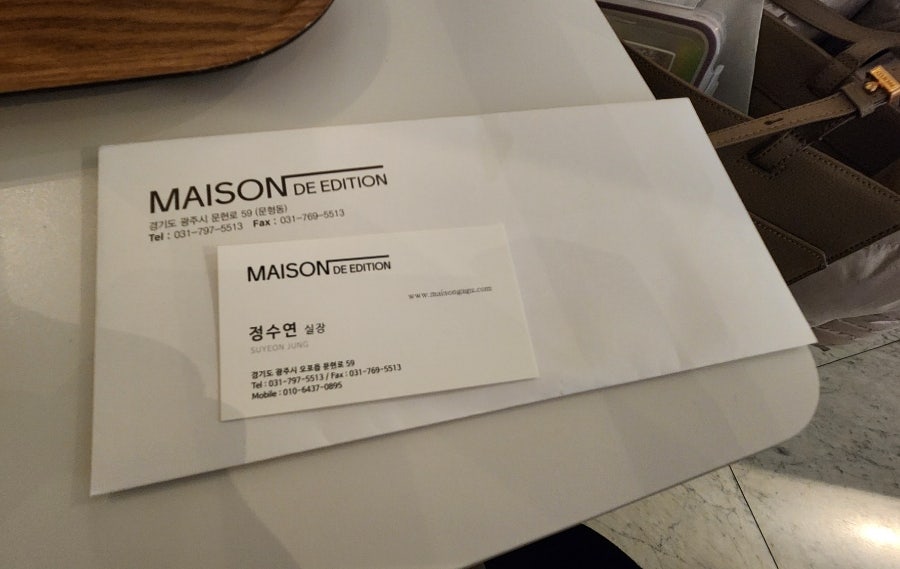 MAISON DE EDITION
경기도 광주시 문현로 59 (문형동)
Tel : 031-797-5513 Fax : 031-769-5513
MAISON DE EDITION
www.maisongagu.com
정수연 실장
SUYEON JUNG
경기도 광주시 오포읍 문현로 59
Tel : 031-797-5513 / Fax : 031-769-5513
Mobile : 010-6437-0895